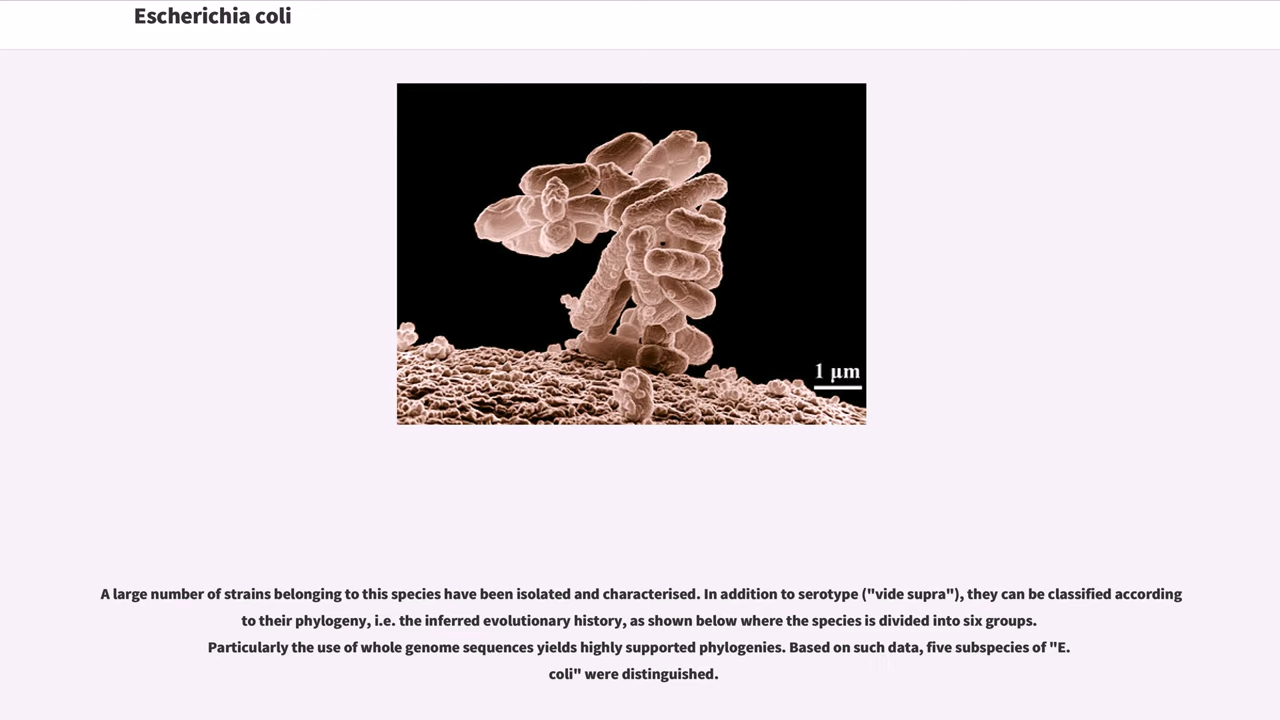 Escherichia coli
1 μm
A large number of strains belonging to this species have been isolated and characterised. In addition to serotype ("vide supra"), they can be classified according
to their phylogeny, i.e. the inferred evolutionary history, as shown below where the species is divided into six groups.
Particularly the use of whole genome sequences yields highly supported phylogenies. Based on such data, five subspecies of "E.
coli" were distinguished.